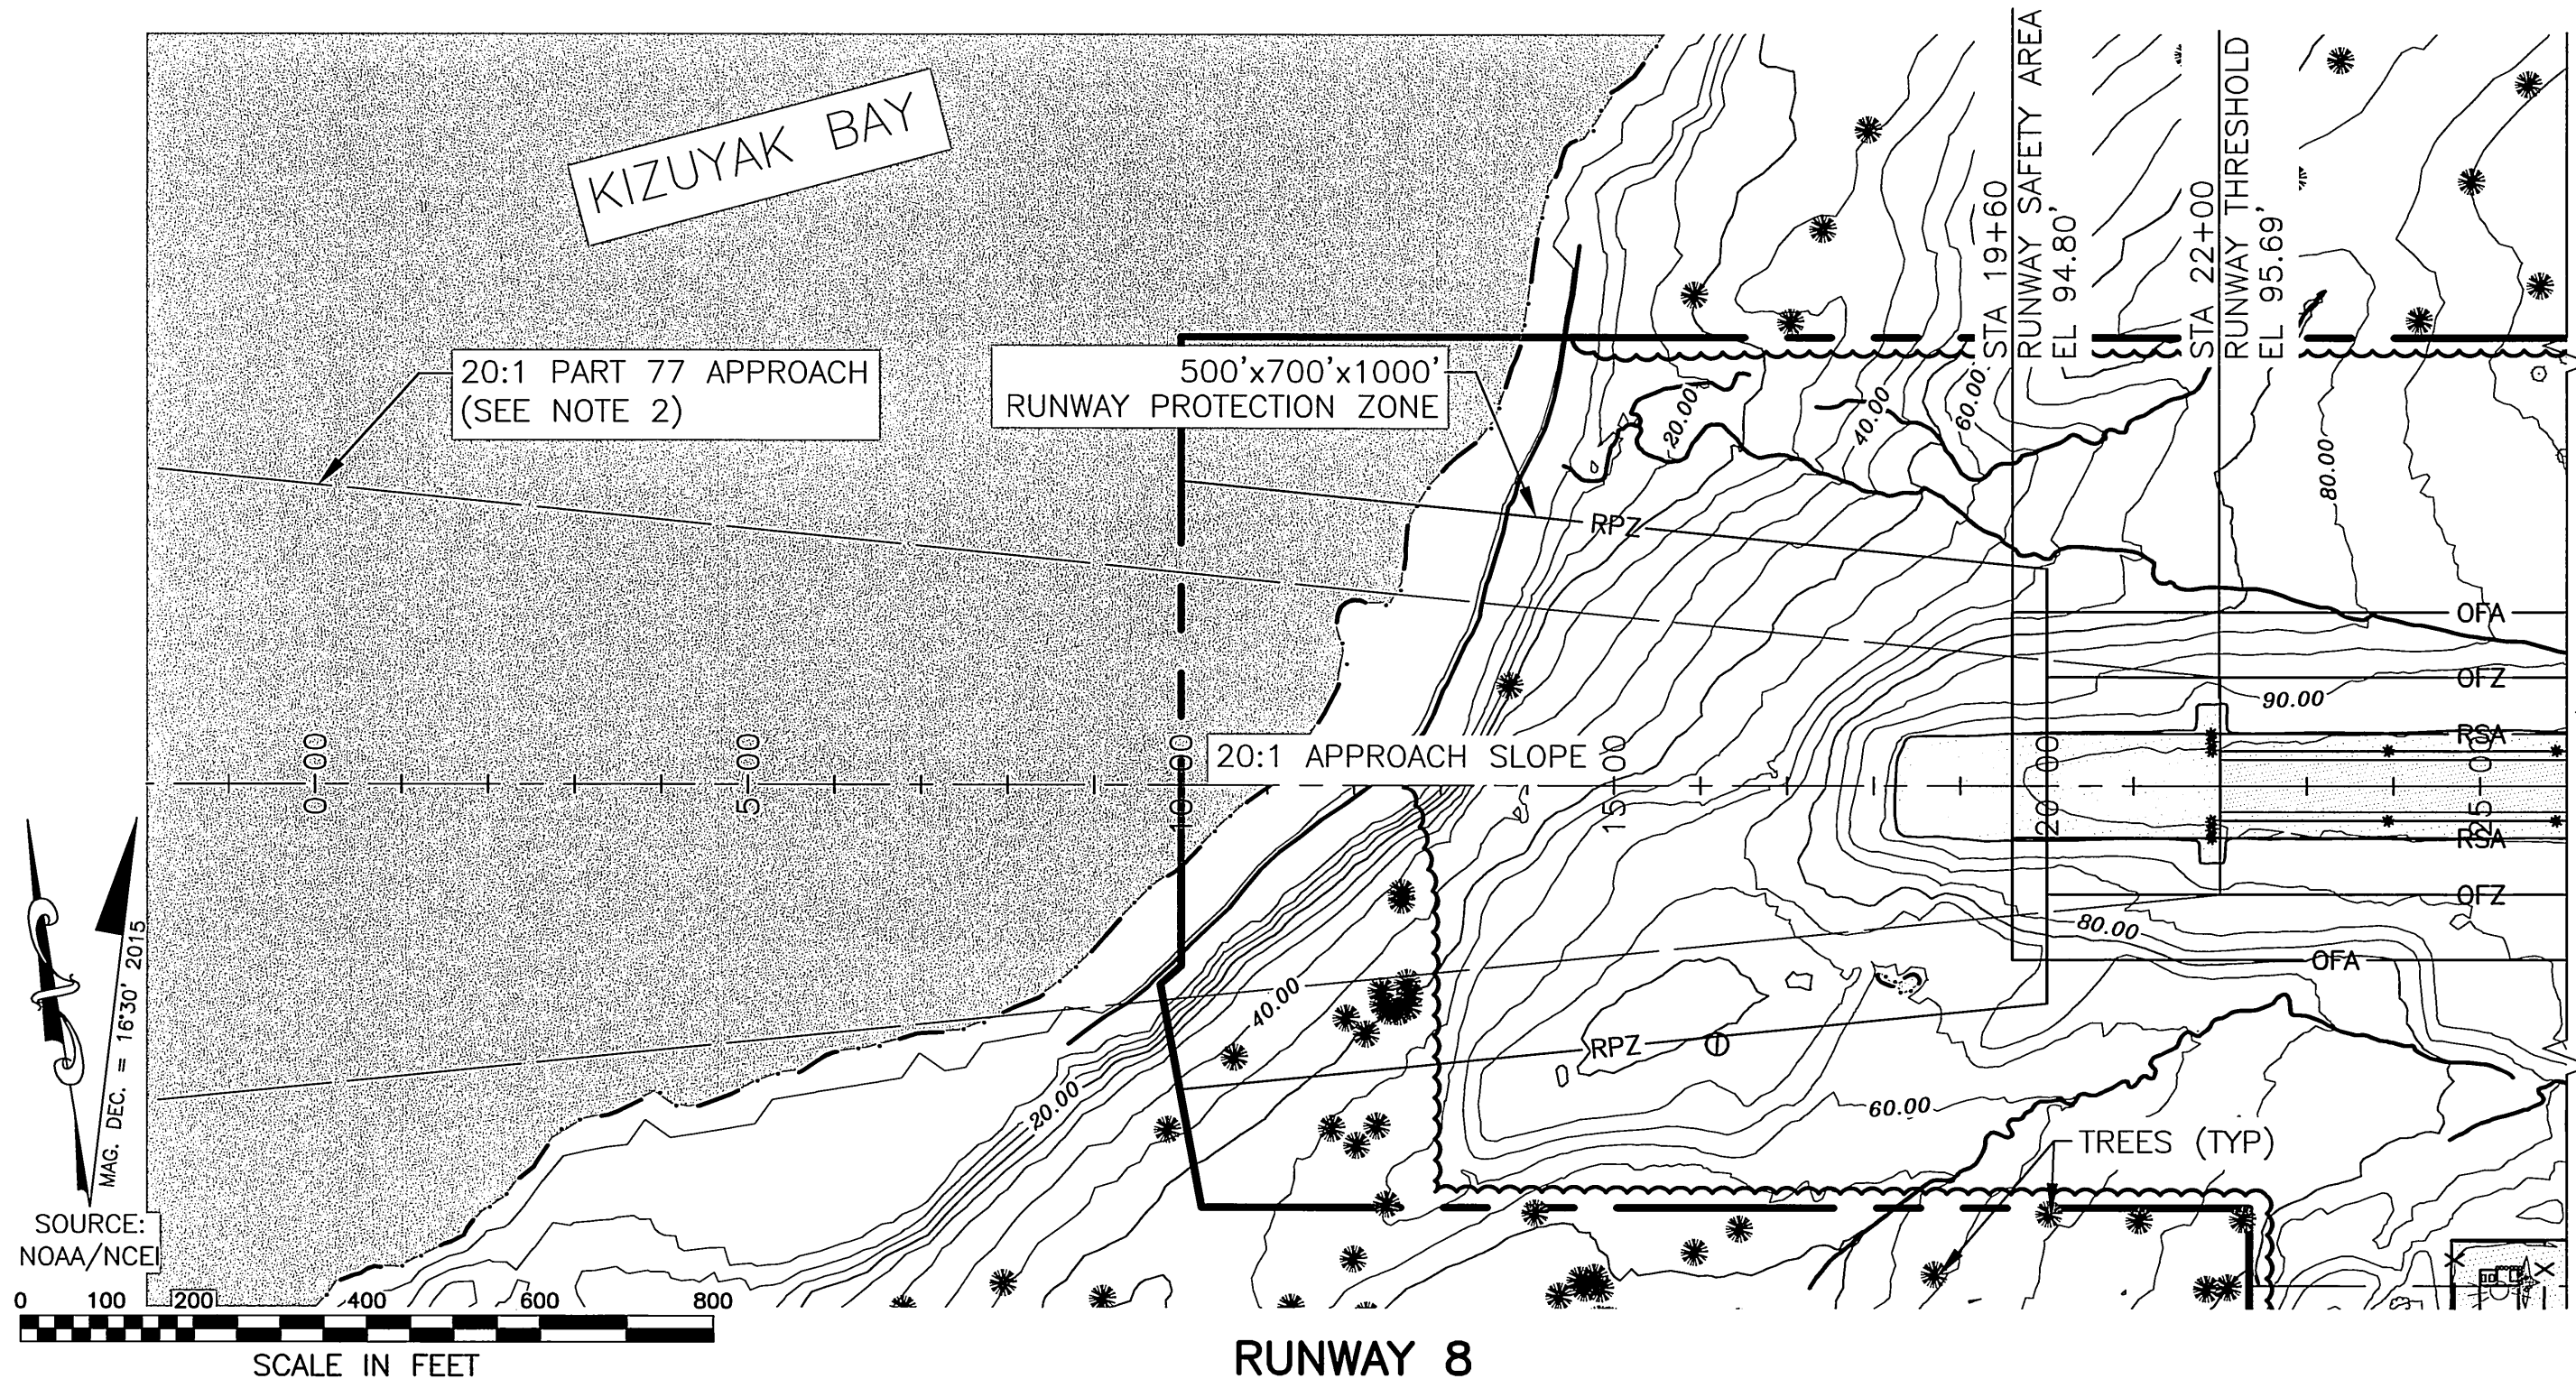 KIZUYAK BAY
20:1 PART 77 APPROACH
(SEE NOTE 2)
500'x700'x1000'
RUNWAY PROTECTION ZONE
STA 19+60
RUNWAY SAFETY AREA
EL 94.80'
STA 22+00
RUNWAY THRESHOLD
EL 95.69'
20.00
40.00
60.00
80.00
RPZ
OFA
OFZ
90.00
RSA
20:1 APPROACH SLOPE
0+00
5+00
10+00
15+00
20+00
25+00
RSA
OFZ
80.00
OFA
40.00
RPZ
20.00
60.00
TREES (TYP)
MAG. DEC. = 16°30' 2015
SOURCE:
NOAA/NCEI
0 100 200 400 600 800
SCALE IN FEET
RUNWAY 8